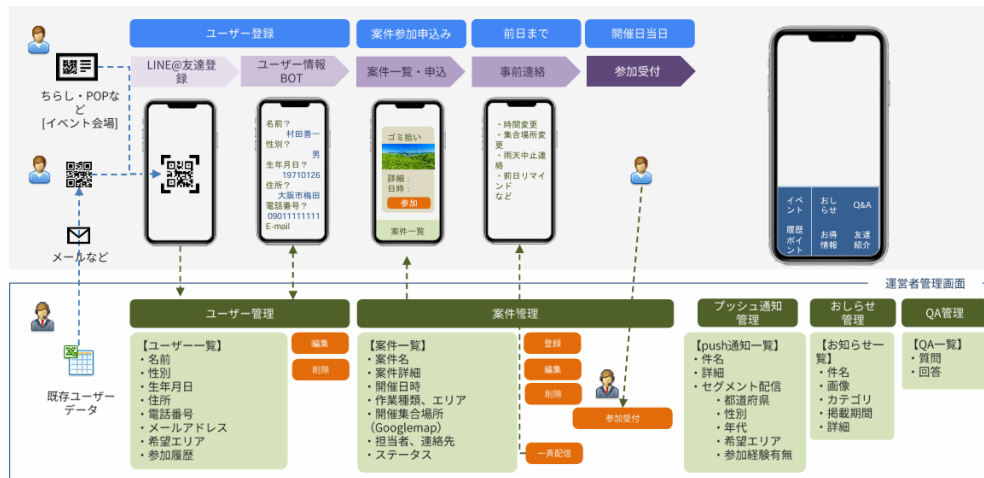 ユーザー登録
案件参加申込み
前日まで
開催日当日
LINE@友達登
録
ユーザー情報
BOT
案件一覧・申込
事前連絡
参加受付
ちらし・POPな
ど
[イベント会場]
メールなど
既存ユーザー
データ
名前？
村田善一
性別？
男
生年月日？
19710126
住所？
大阪市梅田
電話番号？
09011111111
E-mail
ゴミ拾い
詳細：
日時：
参加
案件一覧
・時間変更
・集合場所変
更
・雨天中止連
絡
・前日リマイ
ンド
など
イベ
ント
おし
らせ
Q&A
履歴
ポイ
ント
お得
情報
友達
紹介
運営者管理画面
ユーザー管理
【ユーザー一覧】
・名前
・性別
・生年月日
・住所
・電話番号
・メールアドレス
・希望エリア
・参加履歴
編集
削除
案件管理
【案件一覧】
・案件名
・案件詳細
・開催日時
・作業種類、エリア
・開催集合場所
（Googlemap）
・担当者、連絡先
・ステータス
登録
編集
削除
参加受付
一斉配信
プッシュ通知
管理
【push通知一覧】
・件名
・詳細
・セグメント配信
・都道府県
・性別
・年代
・希望エリア
・参加経験有無
おしらせ
管理
【お知らせ一
覧】
・件名
・画像
・カテゴリ
・掲載期間
・詳細
QA管理
【QA一覧】
・質問
・回答